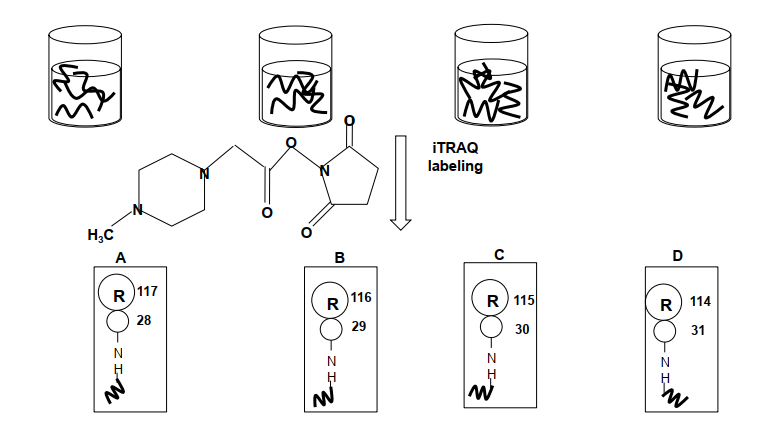 O
O
iTRAQ
labeling
N
N
N
O
O
H₃C
A
B
C
D
R 117
28
N
H
R 116
29
N
H
R 115
30
N
H
R 114
31
N
H